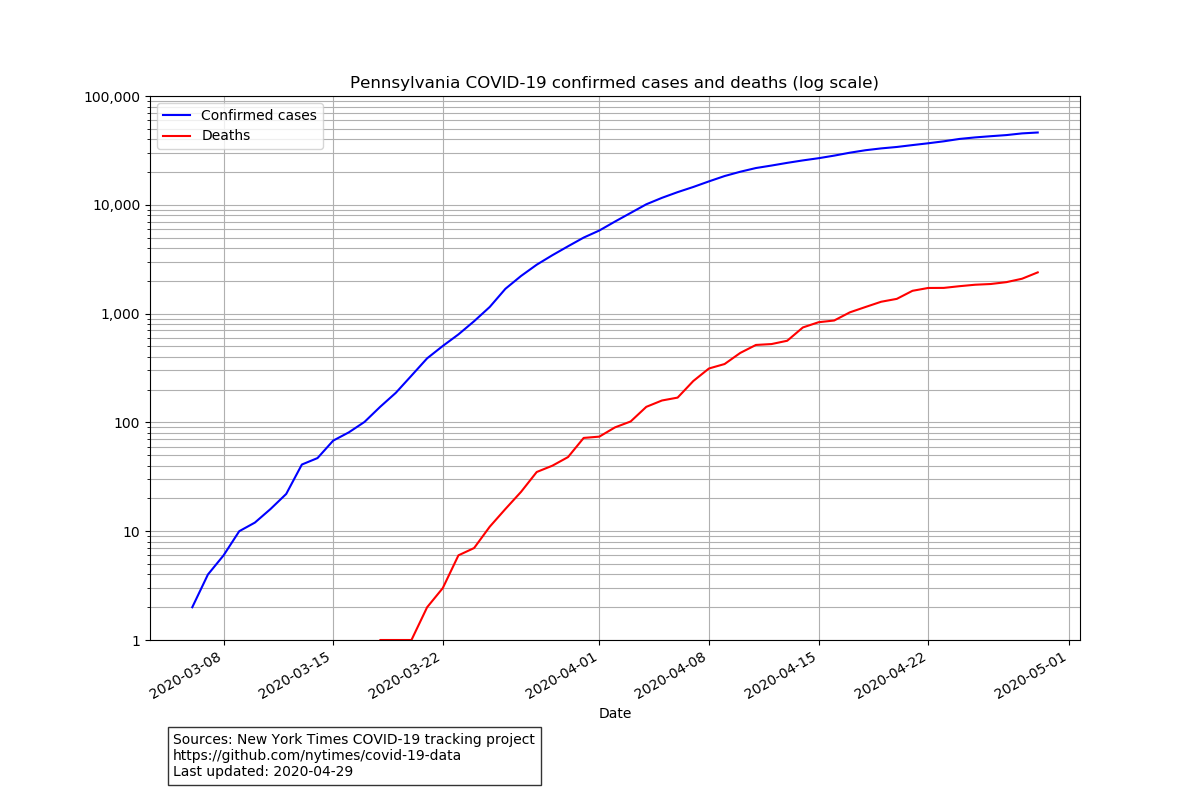 Pennsylvania COVID-19 confirmed cases and deaths (log scale)
100,000
10,000
1,000
100
10
1
Confirmed cases
Deaths
2020-03-08
2020-03-15
2020-03-22
2020-04-01
2020-04-08
2020-04-15
2020-04-22
2020-05-01
Date
Sources: New York Times COVID-19 tracking project
https://github.com/nytimes/covid-19-data
Last updated: 2020-04-29